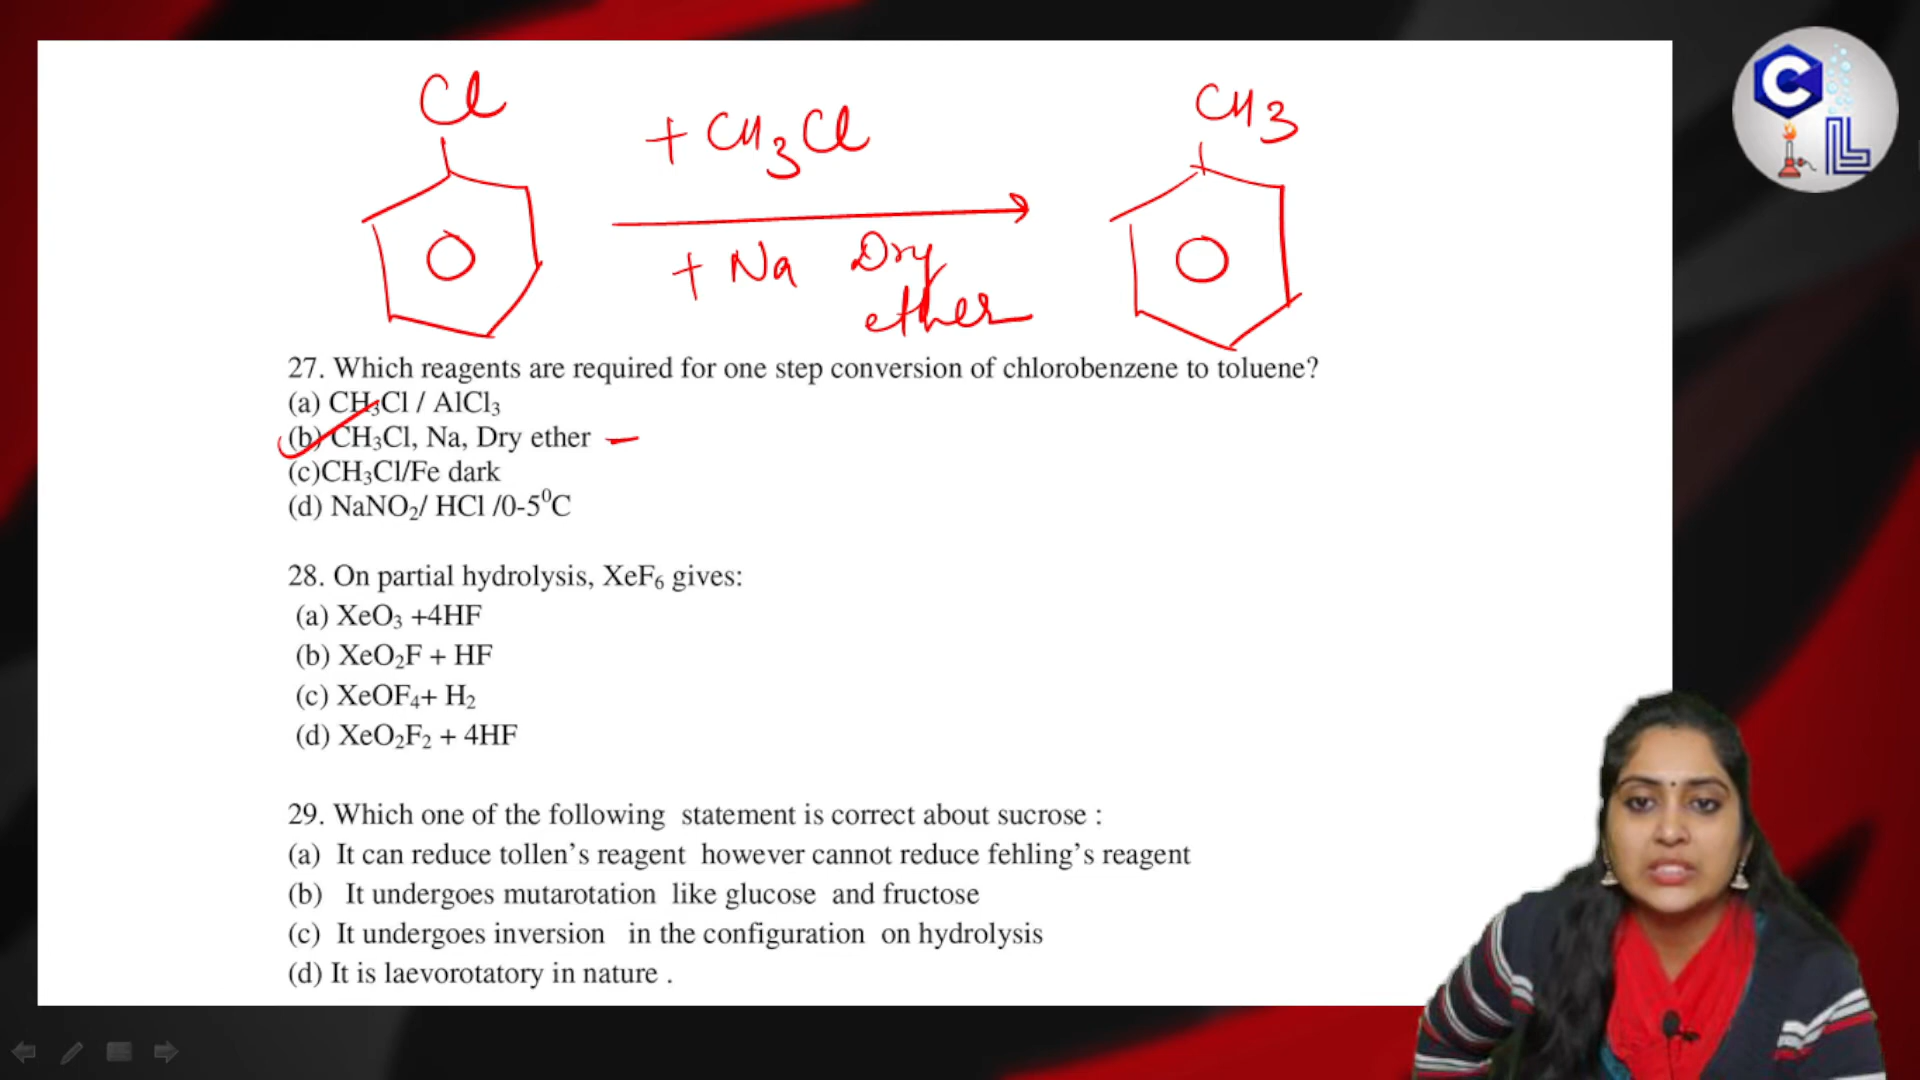 Cl
+ CH3Cl
CH3
+ Na Dry ether
27. Which reagents are required for one step conversion of chlorobenzene to toluene?
(a) CH₃Cl / AlCl₃
(b) CH₃Cl, Na, Dry ether –
(c)CH₃Cl/Fe dark
(d) NaNO₂/ HCl /0-5⁰C
28. On partial hydrolysis, XeF₆ gives:
(a) XeO₃ +4HF
(b) XeO₂F + HF
(c) XeOF₄+ H₂
(d) XeO₂F₂ + 4HF
29. Which one of the following statement is correct about sucrose :
(a) It can reduce tollen’s reagent however cannot reduce fehling’s reagent
(b) It undergoes mutarotation like glucose and fructose
(c) It undergoes inversion in the configuration on hydrolysis
(d) It is laevorotatory in nature .
C
L